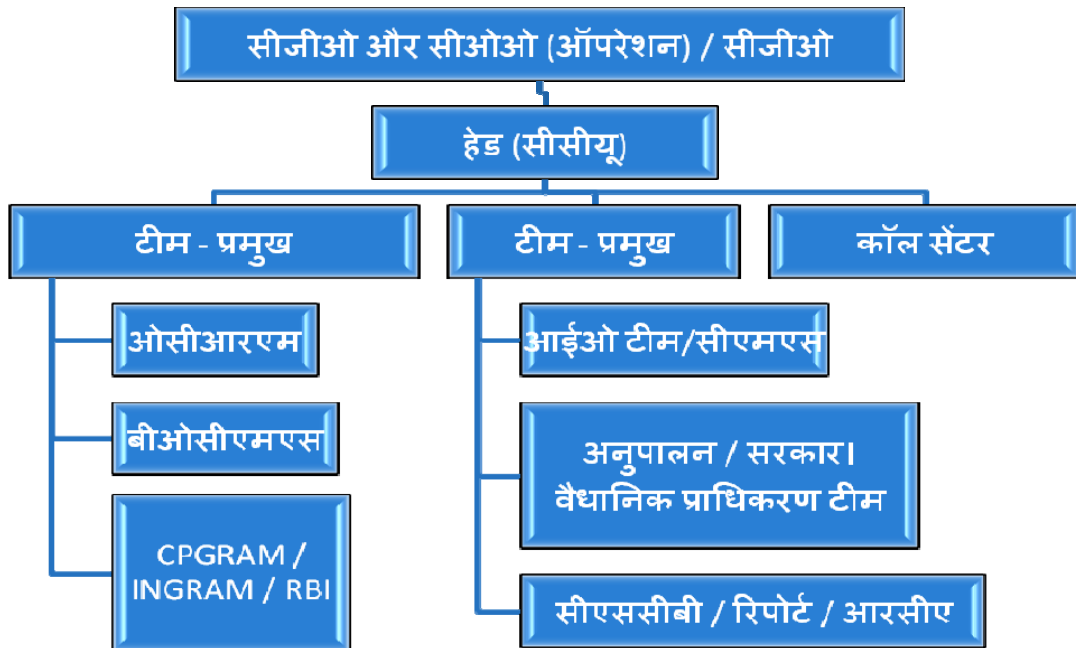 सीजीओ और सीओओ (ऑपरेशन) / सीजीओ
हेड (सीसीयू)
टीम - प्रमुख
ओसीआरएम
बीओसीएमएस
CPGRAM /
INGRAM / RBI
टीम - प्रमुख
आईओ टीम/सीएमएस
अनुपालन / सरकार।
वैधानिक प्राधिकरण टीम
सीएससीबी / रिपोर्ट / आरसीए
कॉल सेंटर